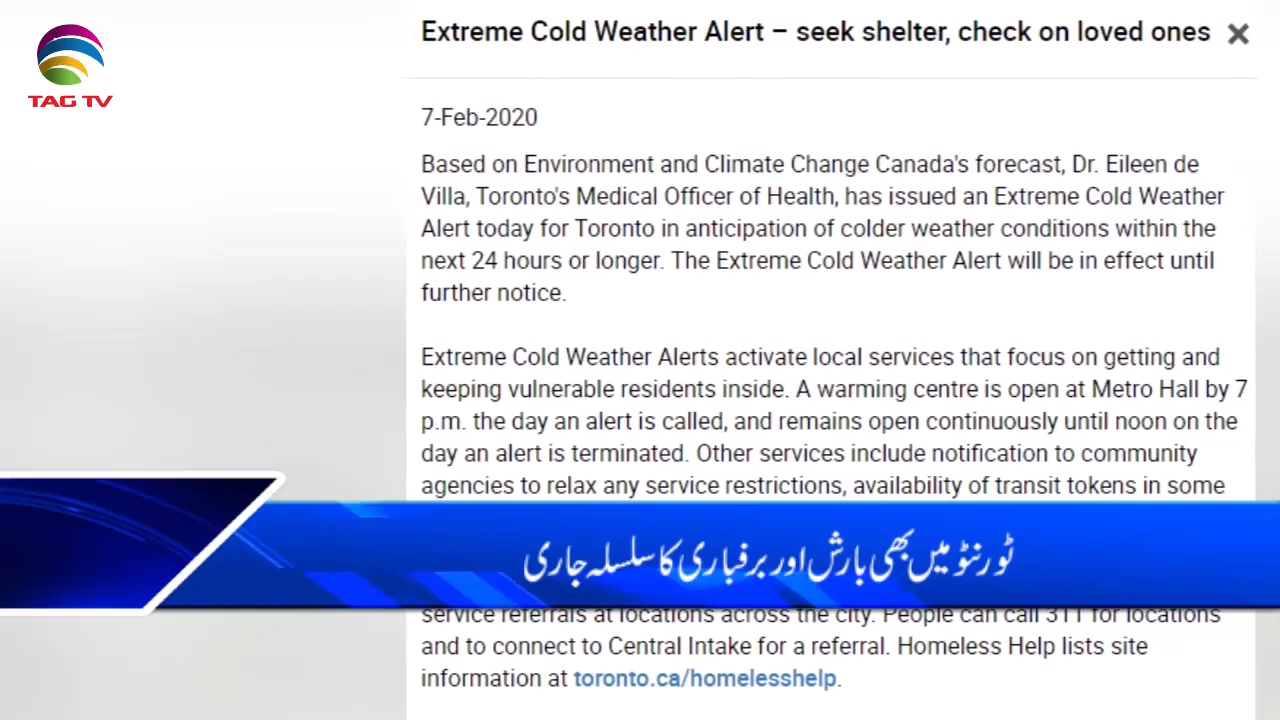 Extreme Cold Weather Alert – seek shelter, check on loved ones
TAG TV
7-Feb-2020
Based on Environment and Climate Change Canada's forecast, Dr. Eileen de
Villa, Toronto's Medical Officer of Health, has issued an Extreme Cold Weather
Alert today for Toronto in anticipation of colder weather conditions within the
next 24 hours or longer. The Extreme Cold Weather Alert will be in effect until
further notice.
Extreme Cold Weather Alerts activate local services that focus on getting and
keeping vulnerable residents inside. A warming centre is open at Metro Hall by 7
p.m. the day an alert is called, and remains open continuously until noon on the
day an alert is terminated. Other services include notification to community
agencies to relax any service restrictions, availability of transit tokens in some
ٹورنٹو میں بھی بارش اور برفباری کا سلسلہ جاری
service referrals at locations across the city. People can call 311 for locations
and to connect to Central Intake for a referral. Homeless Help lists site
information at toronto.ca/homelesshelp.